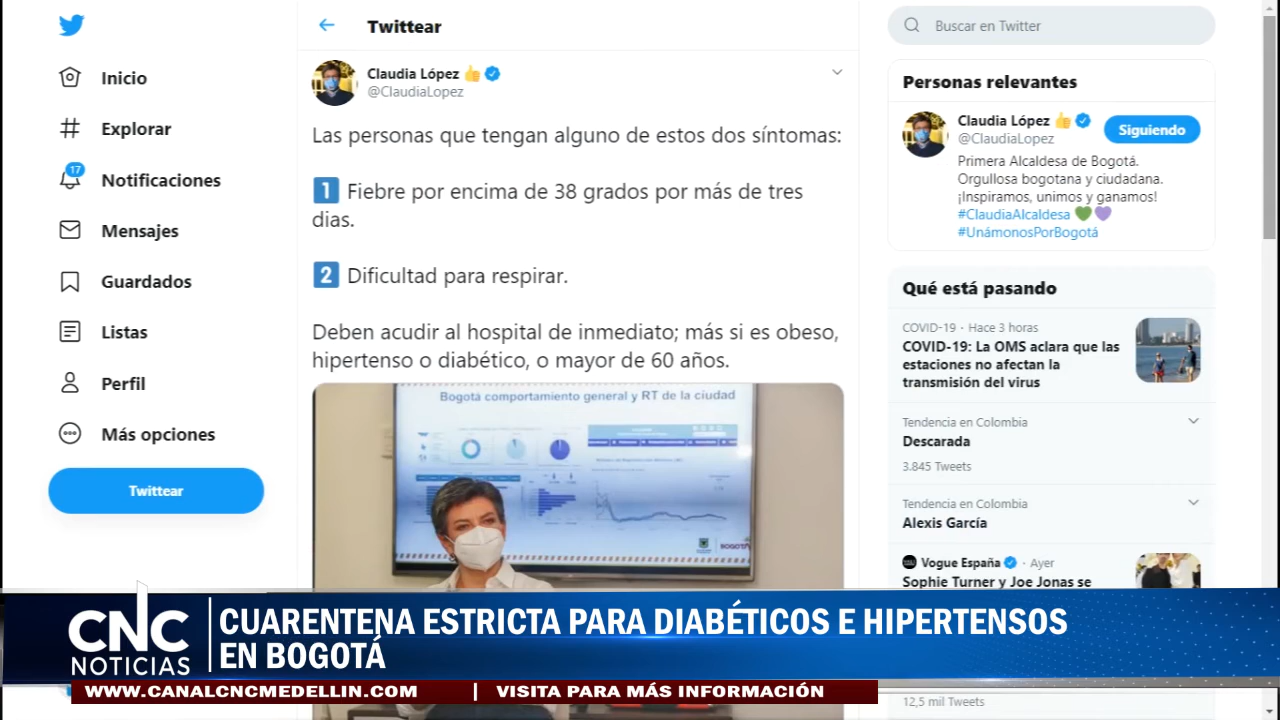 Inicio
Explorar
17
Notificaciones
Mensajes
Guardados
Listas
Perfil
Más opciones
Twittear
Twittear
Claudia López
@ClaudiaLopez
Las personas que tengan alguno de estos dos síntomas:
1 Fiebre por encima de 38 grados por más de tres
dias.
2 Dificultad para respirar.
Deben acudir al hospital de inmediato; más si es obeso,
hipertenso o diabético, o mayor de 60 años.
Bogotá comportamiento general y RT de la ciudad
BOGOTÁ
Buscar en Twitter
Personas relevantes
Claudia López
@ClaudiaLopez
Siguiendo
Primera Alcaldesa de Bogotá.
Orgullosa bogotana y ciudadana.
¡Inspiramos, unimos y ganamos!
#ClaudiaAlcaldesa
#UnámonosPorBogotá
Qué está pasando
COVID-19 · Hace 3 horas
COVID-19: La OMS aclara que las
estaciones no afectan la
transmisión del virus
Tendencia en Colombia
Descarada
3.845 Tweets
Tendencia en Colombia
Alexis García
Vogue España · Ayer
Sophie Turner y Joe Jonas se
12,5 mil Tweets
CNC
NOTICIAS
CUARENTENA ESTRICTA PARA DIABÉTICOS E HIPERTENSOS
EN BOGOTÁ
WWW.CANALCNCMEDELLIN.COM | VISITA PARA MÁS INFORMACIÓN